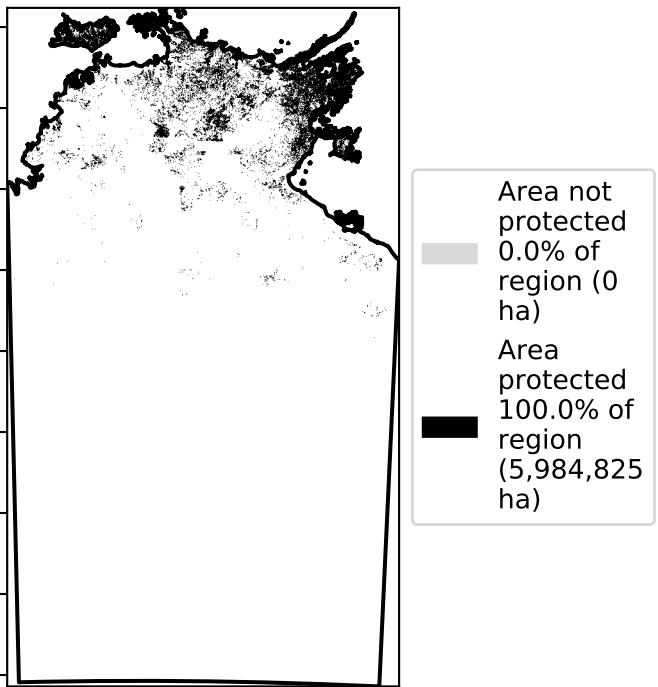 Area not
protected
0.0% of
region (0
ha)
Area
protected
100.0% of
region
(5,984,825
ha)